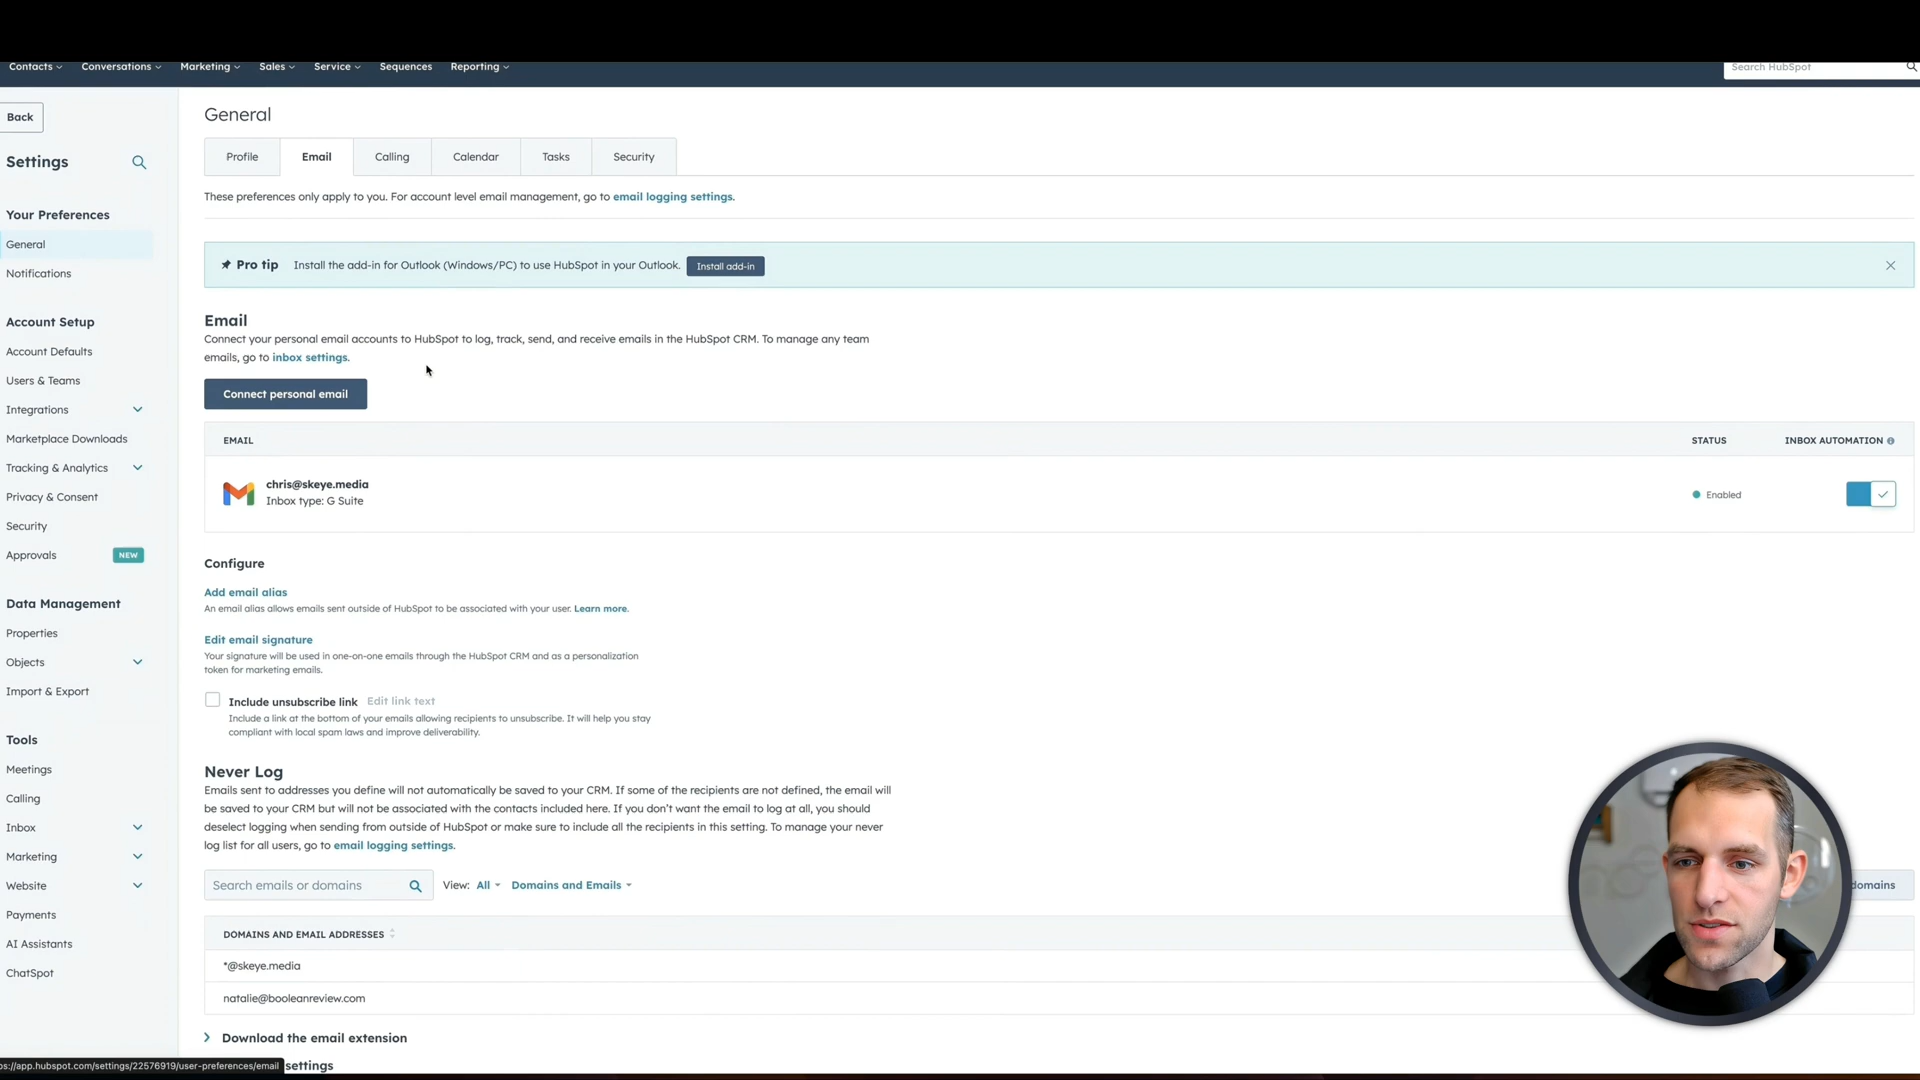 Contacts Conversations Marketing Sales Service Sequences Reporting
Search HubSpot
Back
Settings
Your Preferences
General
Notifications
Account Setup
Account Defaults
Users & Teams
Integrations
Marketplace Downloads
Tracking & Analytics
Privacy & Consent
Security
Approvals NEW
Data Management
Properties
Objects
Import & Export
Tools
Meetings
Calling
Inbox
Marketing
Website
Payments
AI Assistants
ChatSpot
General
Profile Email Calling Calendar Tasks Security
These preferences only apply to you. For account level email management, go to email logging settings.
Pro tip Install the add-in for Outlook (Windows/PC) to use HubSpot in your Outlook. Install add-in
Email
Connect your personal email accounts to HubSpot to log, track, send, and receive emails in the HubSpot CRM. To manage any team
emails, go to inbox settings.
Connect personal email
EMAIL STATUS INBOX AUTOMATION
chris@skeye.media
Inbox type: G Suite
Enabled
Configure
Add email alias
An email alias allows emails sent outside of HubSpot to be associated with your user. Learn more.
Edit email signature
Your signature will be used in one-on-one emails through the HubSpot CRM and as a personalization
token for marketing emails.
Include unsubscribe link Edit link text
Include a link at the bottom of your emails allowing recipients to unsubscribe. It will help you stay
compliant with local spam laws and improve deliverability.
Never Log
Emails sent to addresses you define will not automatically be saved to your CRM. If some of the recipients are not defined, the email will
be saved to your CRM but will not be associated with the contacts included here. If you don't want the email to log at all, you should
deselect logging when sending from outside of HubSpot or make sure to include all the recipients in this setting. To manage your never
log list for all users, go to email logging settings.
Search emails or domains View: All Domains and Emails domains
DOMAINS AND EMAIL ADDRESSES
*@skeye.media
natalie@booleanreview.com
Download the email extension
settings
ps://app.hubspot.com/settings/22576919/user-preferences/email